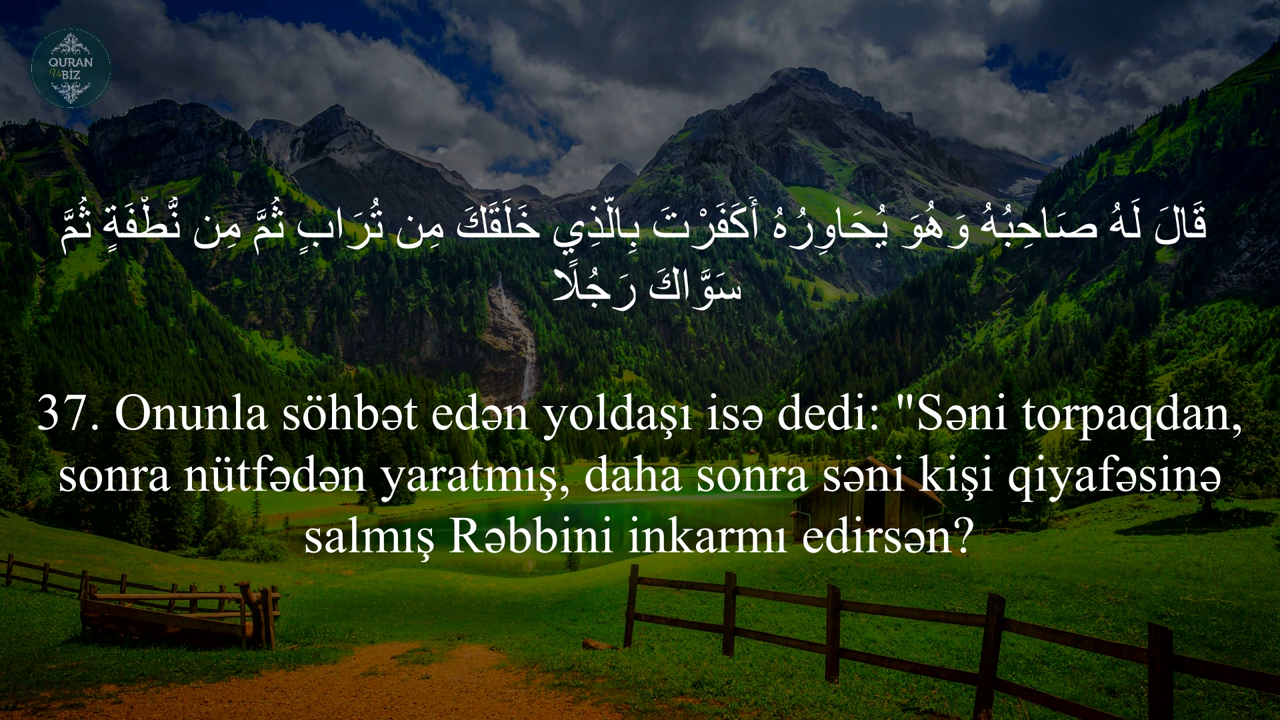 QURAN
Və
BİZ
قَالَ لَهُ صَاحِبُهُ وَهُوَ يُحَاوِرُهُ أَكَفَرْتَ بِالَّذِي خَلَقَكَ مِن تُرَابٍ ثُمَّ مِن نُّطْفَةٍ ثُمَّ
سَوَّاكَ رَجُلًا
37. Onunla söhbət edən yoldaşı isə dedi: "Səni torpaqdan,
sonra nütfədən yaratmış, daha sonra səni kişi qiyafəsinə
salmış Rəbbini inkarmı edirsən?